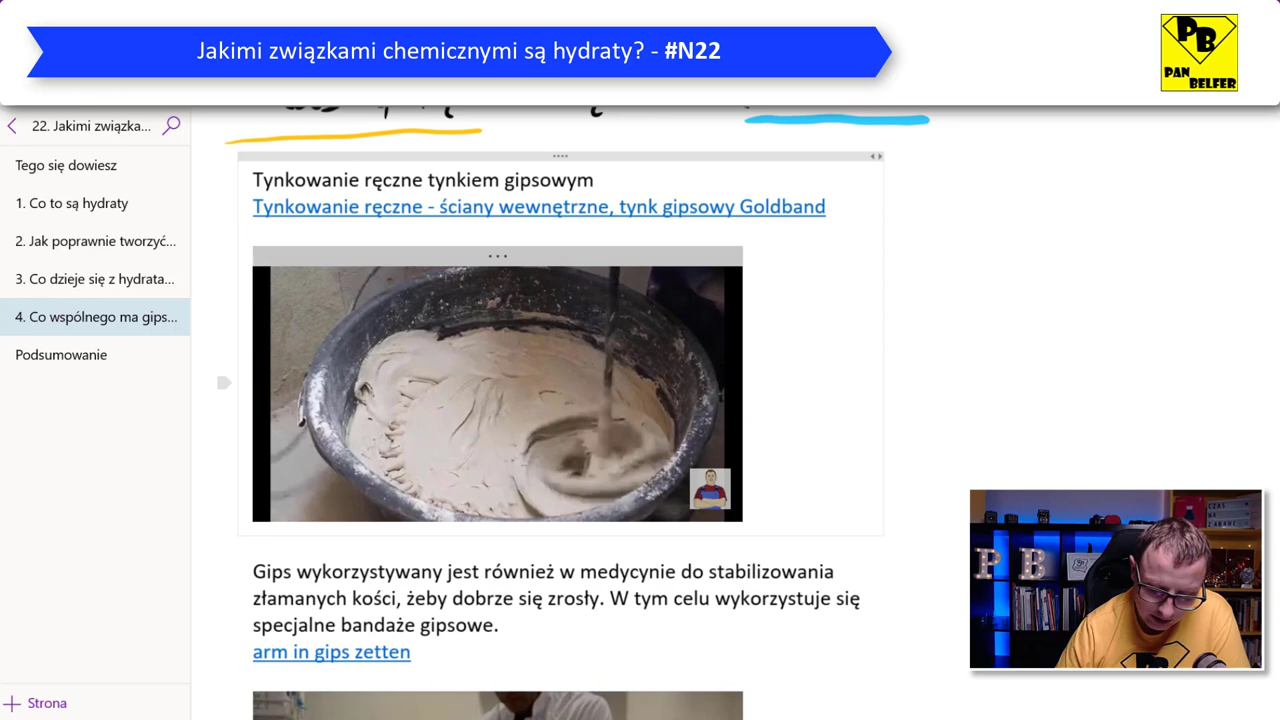 Jakimi związkami chemicznymi są hydraty? - #N22
PB
PAN
BELFER
22. Jakimi związka...
Tego się dowiesz
1. Co to są hydraty
2. Jak poprawnie tworzyć...
3. Co dzieje się z hydrata...
4. Co wspólnego ma gips...
Podsumowanie
Strona
Tynkowanie ręczne tynkiem gipsowym
Tynkowanie ręczne - ściany wewnętrzne, tynk gipsowy Goldband
Gips wykorzystywany jest również w medycynie do stabilizowania
złamanych kości, żeby dobrze się zrosły. W tym celu wykorzystuje się
specjalne bandaże gipsowe.
arm in gips zetten
P B
CZAS
NA
ZABAWĘ